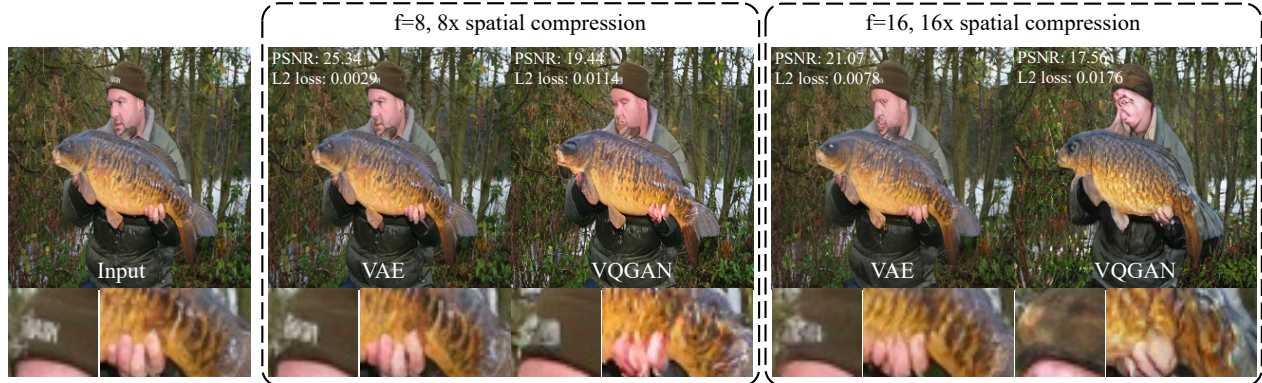 f=8, 8x spatial compression
f=16, 16x spatial compression
PSNR: 25.34
L2 loss: 0.0029
PSNR: 19.44
L2 loss: 0.0114
PSNR: 21.07
L2 loss: 0.0078
PSNR: 17.56
L2 loss: 0.0176
Input
VAE
VQGAN
VAE
VQGAN